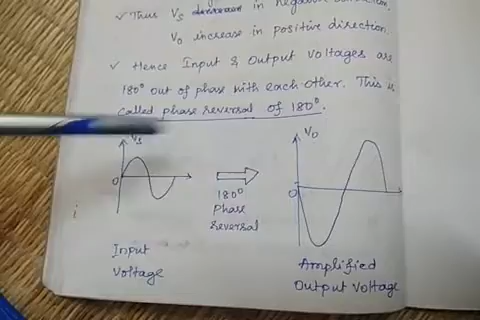 ✓ Thus Vs in negative direction,
Vo increase in positive direction.
✓ Hence Input & Output Voltages are
180° out of phase with each other. This is
called phase reversal of 180°.
Vs
0
180°
Phase
reversal
Vo
0
Input
Voltage
Amplified
Output Voltage